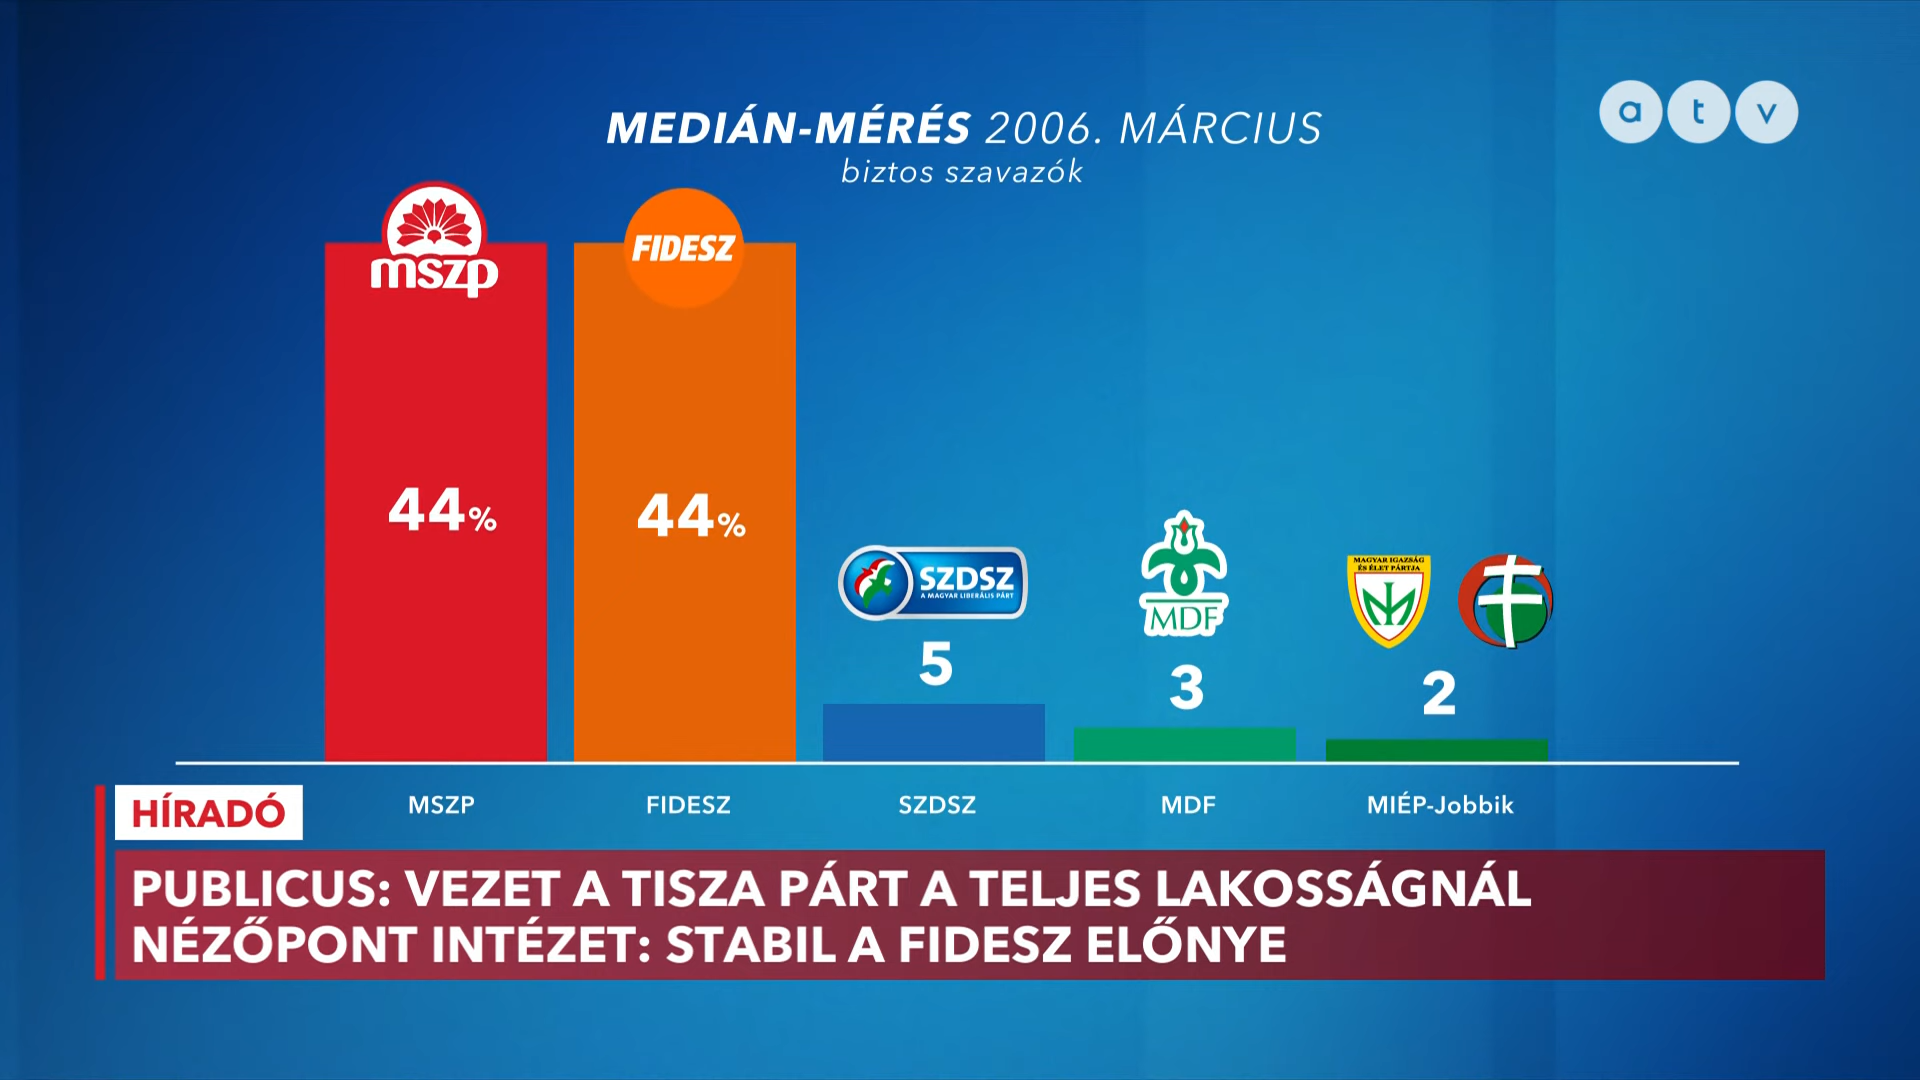 MEDIÁN-MÉRÉS 2006. MÁRCIUS
biztos szavazók
a t v
mszp
FIDESZ
44%
44%
SZDSZ
A MAGYAR LIBERÁLIS PÁRT
5
MDF
3
MAGYAR IGAZSÁG
ÉS ÉLET PÁRTJA
2
MSZP
FIDESZ
SZDSZ
MDF
MIÉP-Jobbik
HÍRADÓ
PUBLICUS: VEZET A TISZA PÁRT A TELJES LAKOSSÁGNÁL
NÉZŐPONT INTÉZET: STABIL A FIDESZ ELŐNYE